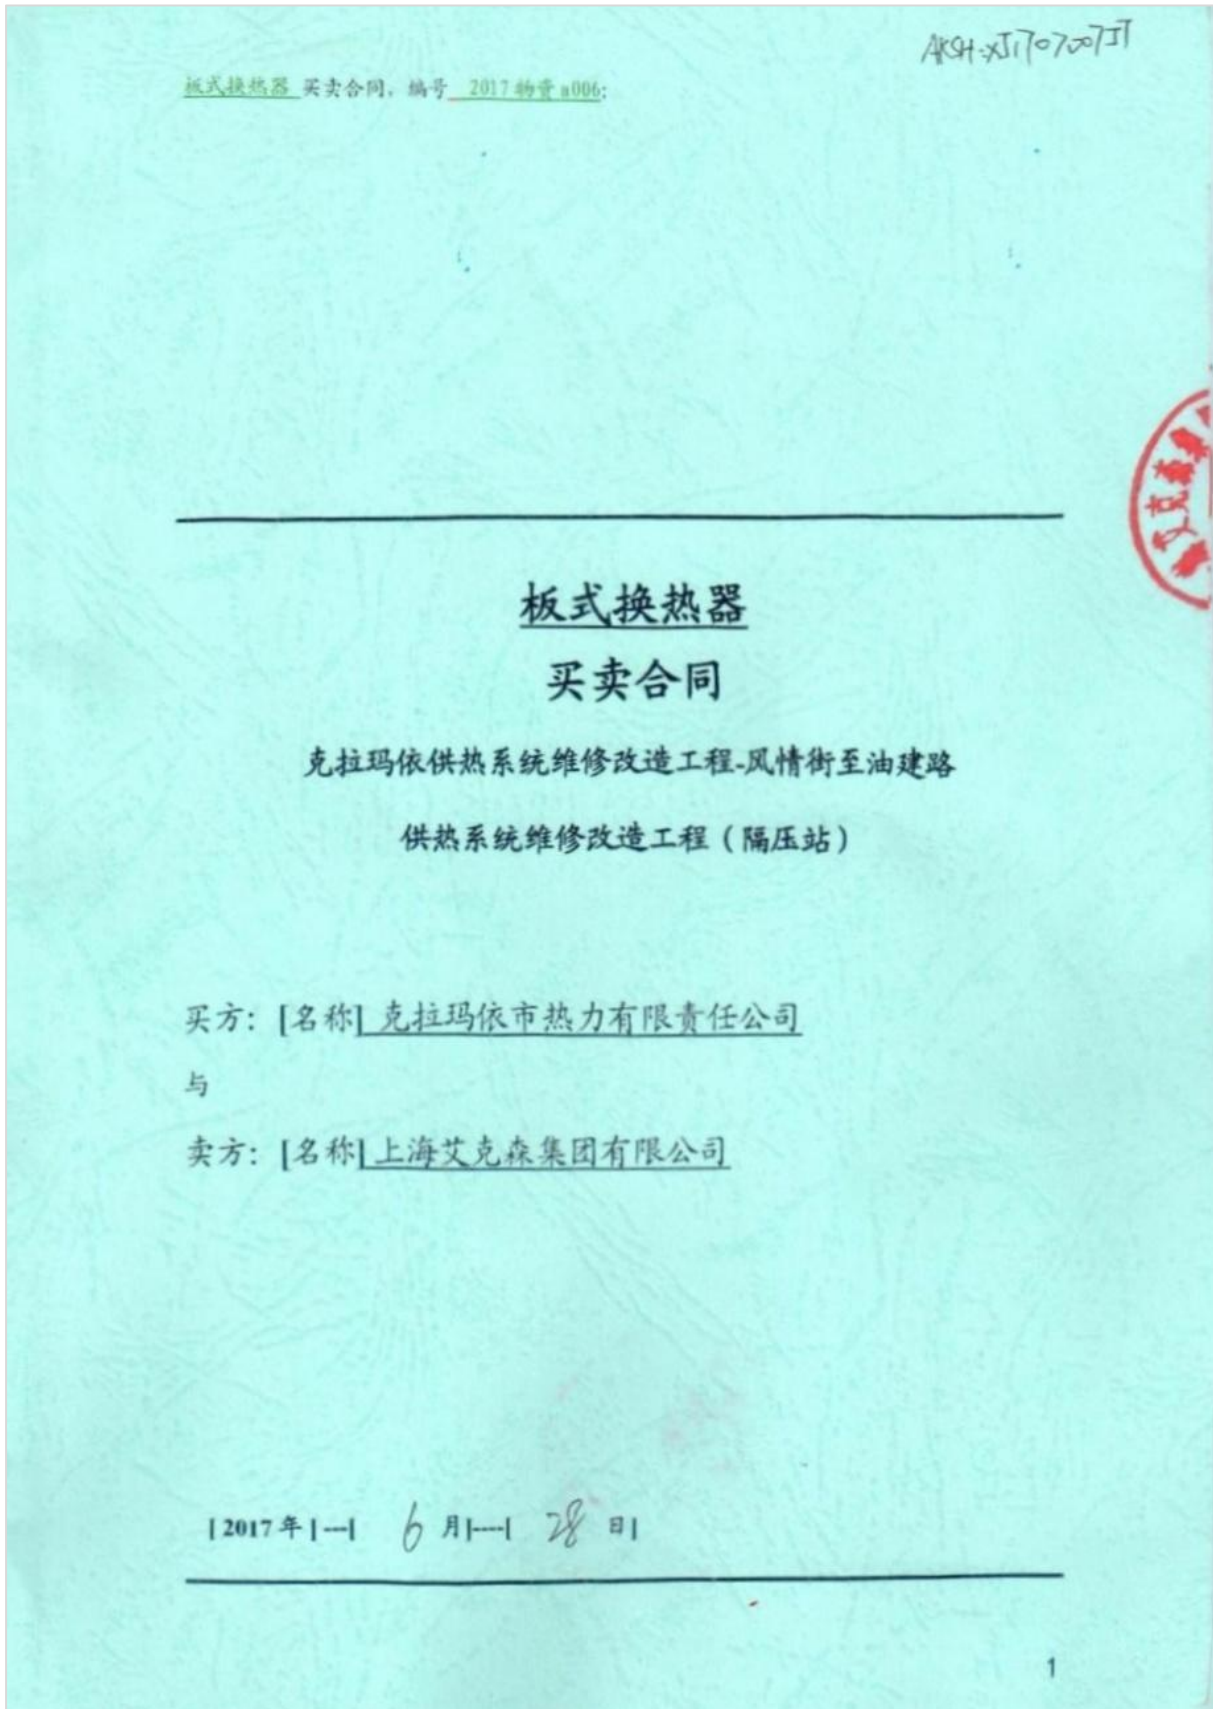 AKSH-XJ170700751
板式换热器 买卖合同，编号 2017物资a006；
艾克森集
板式换热器
买卖合同
克拉玛依供热系统维修改造工程-风情街至油建路
供热系统维修改造工程（隔压站）
买方：[名称] 克拉玛依市热力有限责任公司
与
卖方：[名称] 上海艾克森集团有限公司
[2017年]---[ 6 月]----[ 28 日]
1